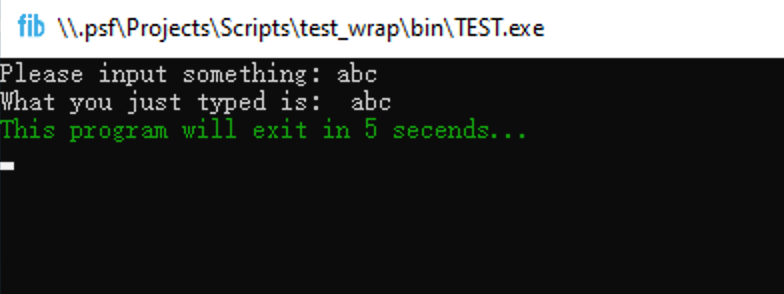 fib \\.psf\Projects\Scripts\test_wrap\bin\TEST.exe
Please input something: abc
What you just typed is:  abc
This program will exit in 5 secends...